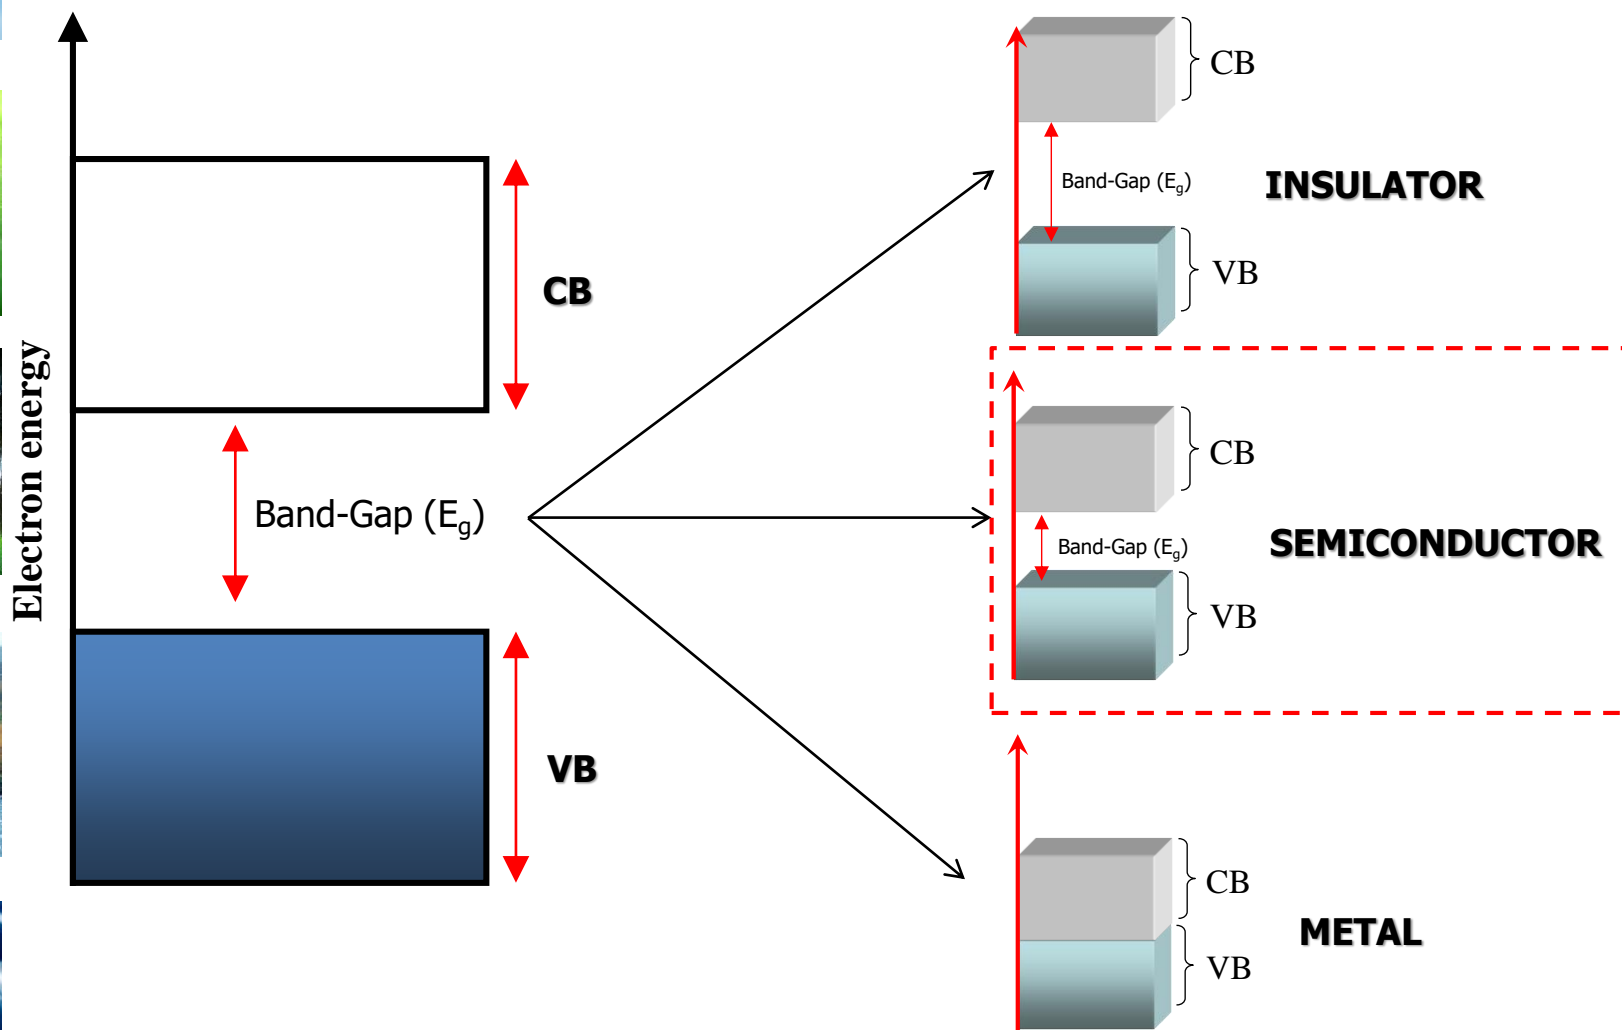 Electron energy
CB
Band-Gap (Eg)
VB
CB
Band-Gap (Eg)
INSULATOR
VB
CB
Band-Gap (Eg)
SEMICONDUCTOR
VB
CB
METAL
VB